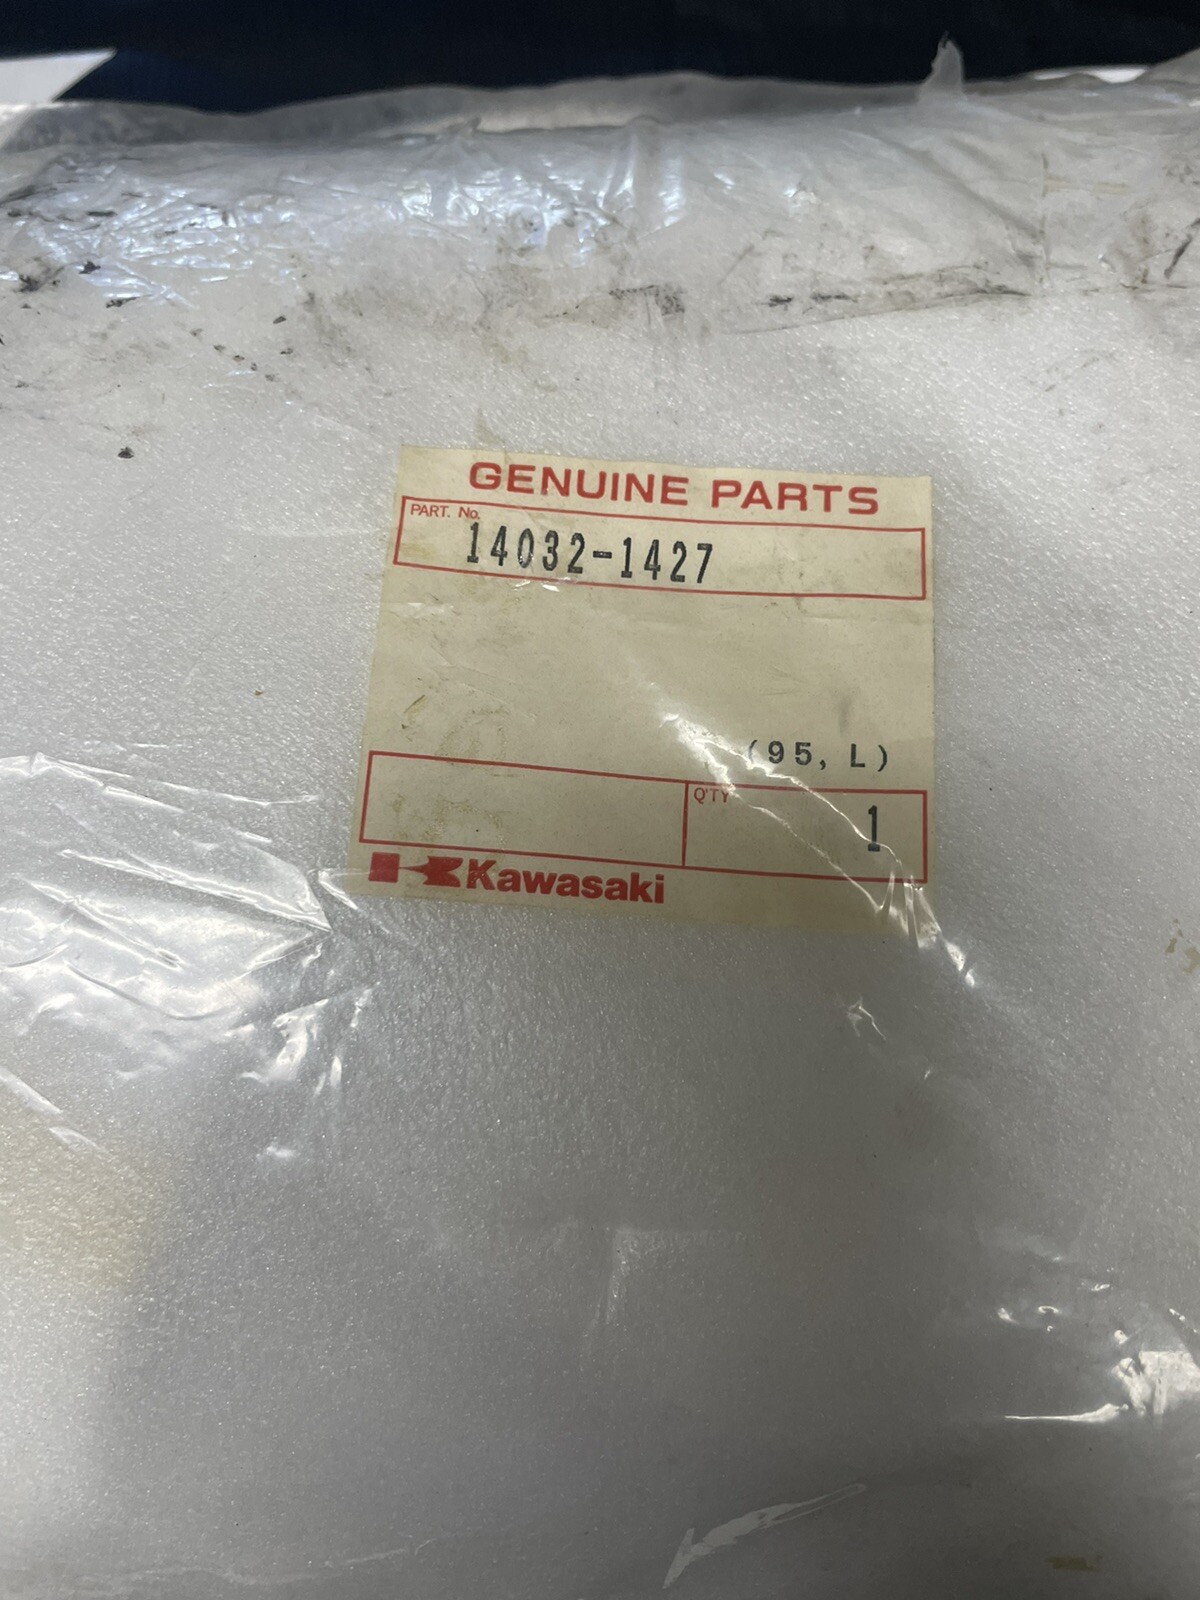 GENUINE PARTS
PART. No.
14032-1427
(95, L)
Q'TY
1
Kawasaki